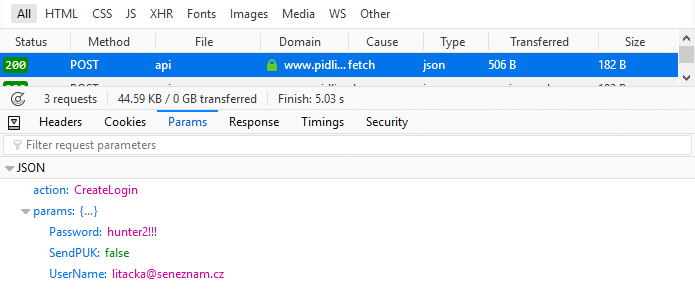 All HTML CSS JS XHR Fonts Images Media WS Other
Status Method File Domain Cause Type Transferred Size
200 POST api www.pidli... fetch json 506 B 182 B
3 requests 44.59 KB / 0 GB transferred Finish: 5.03 s
Headers Cookies Params Response Timings Security
Filter request parameters
JSON
action: CreateLogin
params: {...}
Password: hunter2!!!
SendPUK: false
UserName: litacka@seneznam.cz